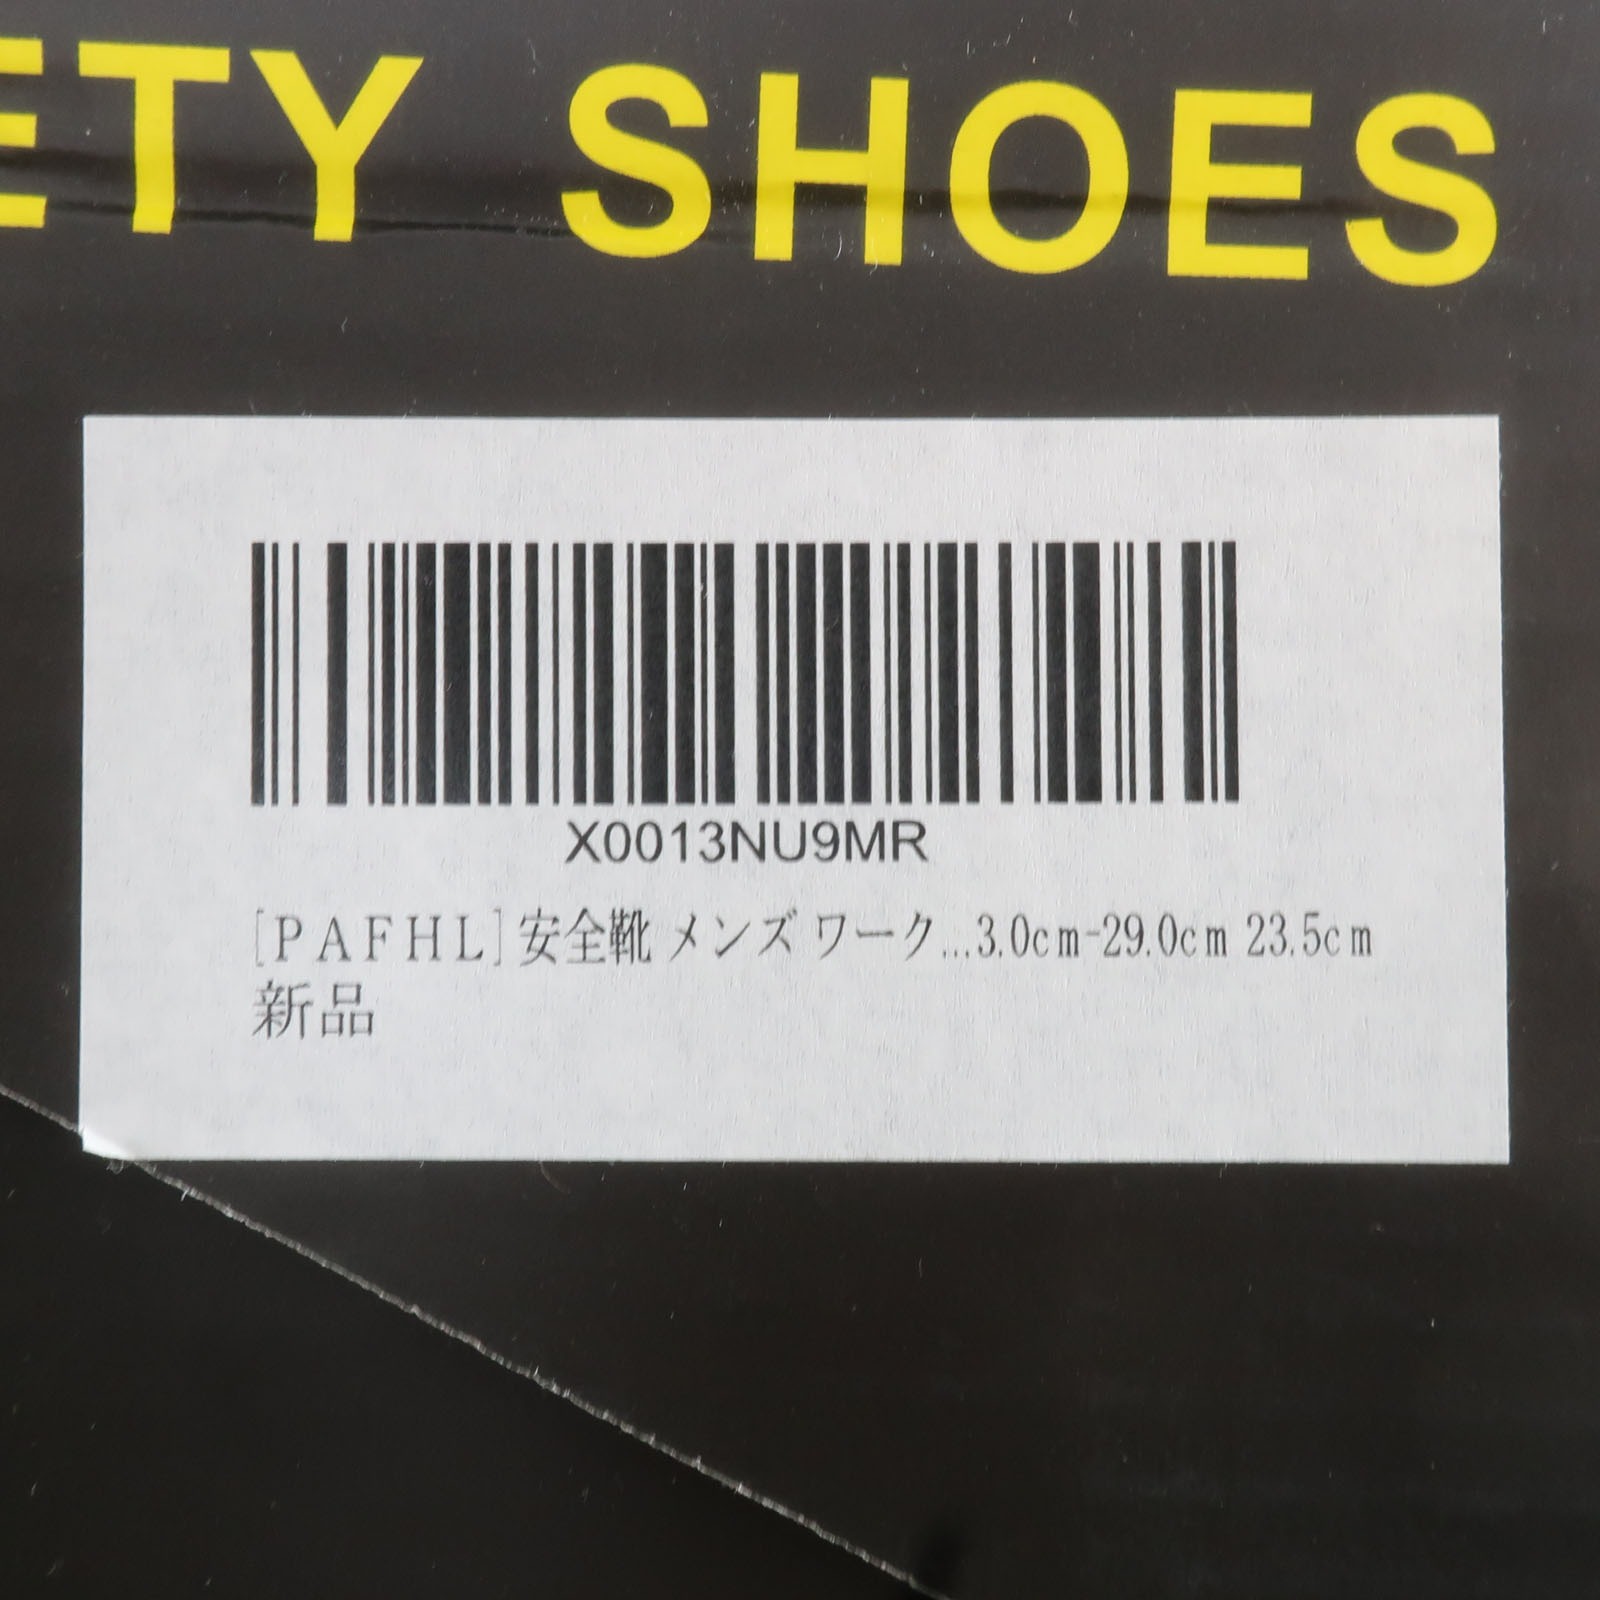 ETY SHOES
X0013NU9MR
[PAFHL]安全靴 メンズ ワーク...3.0cm-29.0cm 23.5cm
新品